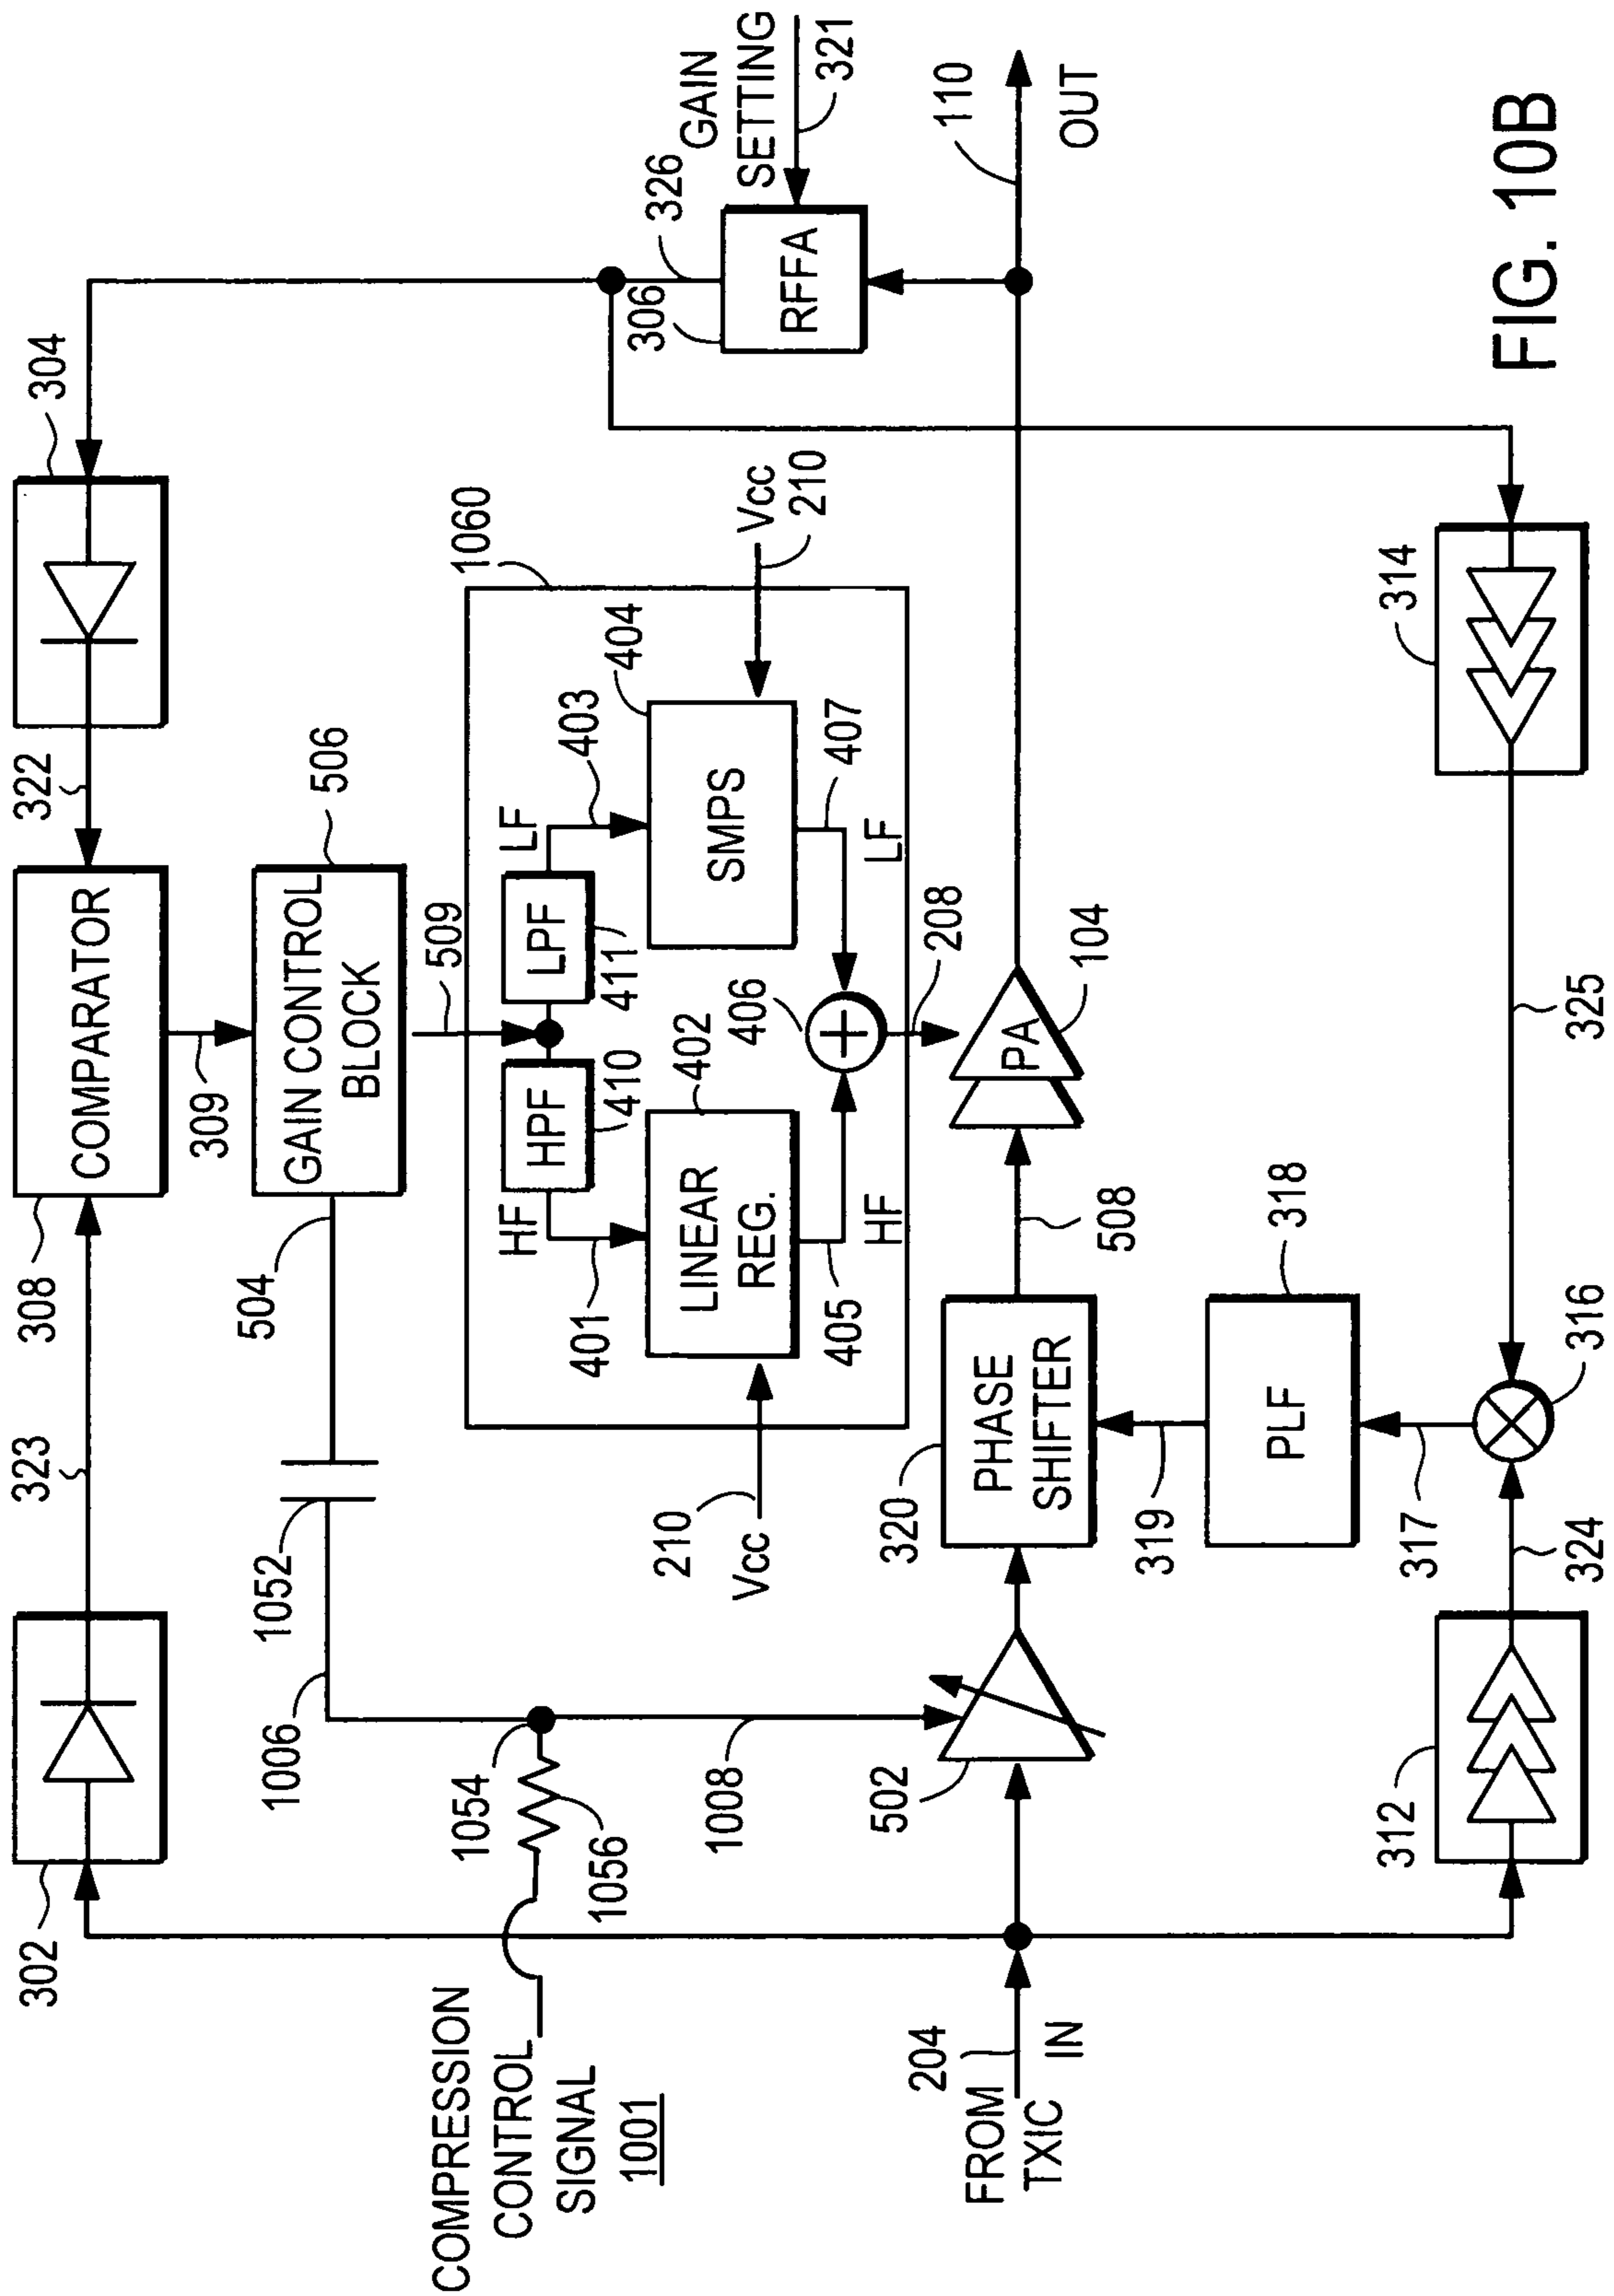 302
323
308
COMPARATOR
322
304
309
504
GAIN CONTROL
BLOCK
506
1052
1006
509
1060
COMPRESSION
CONTROL
SIGNAL
1001
1054
1056
HF
HPF
410
LPF
411
LF
403
404
401
LINEAR
REG.
402
SMPS
407
406
405
HF
LF
210
Vcc
Vcc
210
208
326
306
RFFA
GAIN
SETTING
321
1008
502
204
FROM
TXIC
IN
320
PHASE
SHIFTER
508
PA
104
110
OUT
319
PLF
318
317
316
312
324
325
314
FIG. 10B